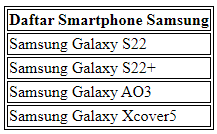 Daftar Smartphone Samsung
Samsung Galaxy S22
Samsung Galaxy S22+
Samsung Galaxy AO3
Samsung Galaxy Xcover5